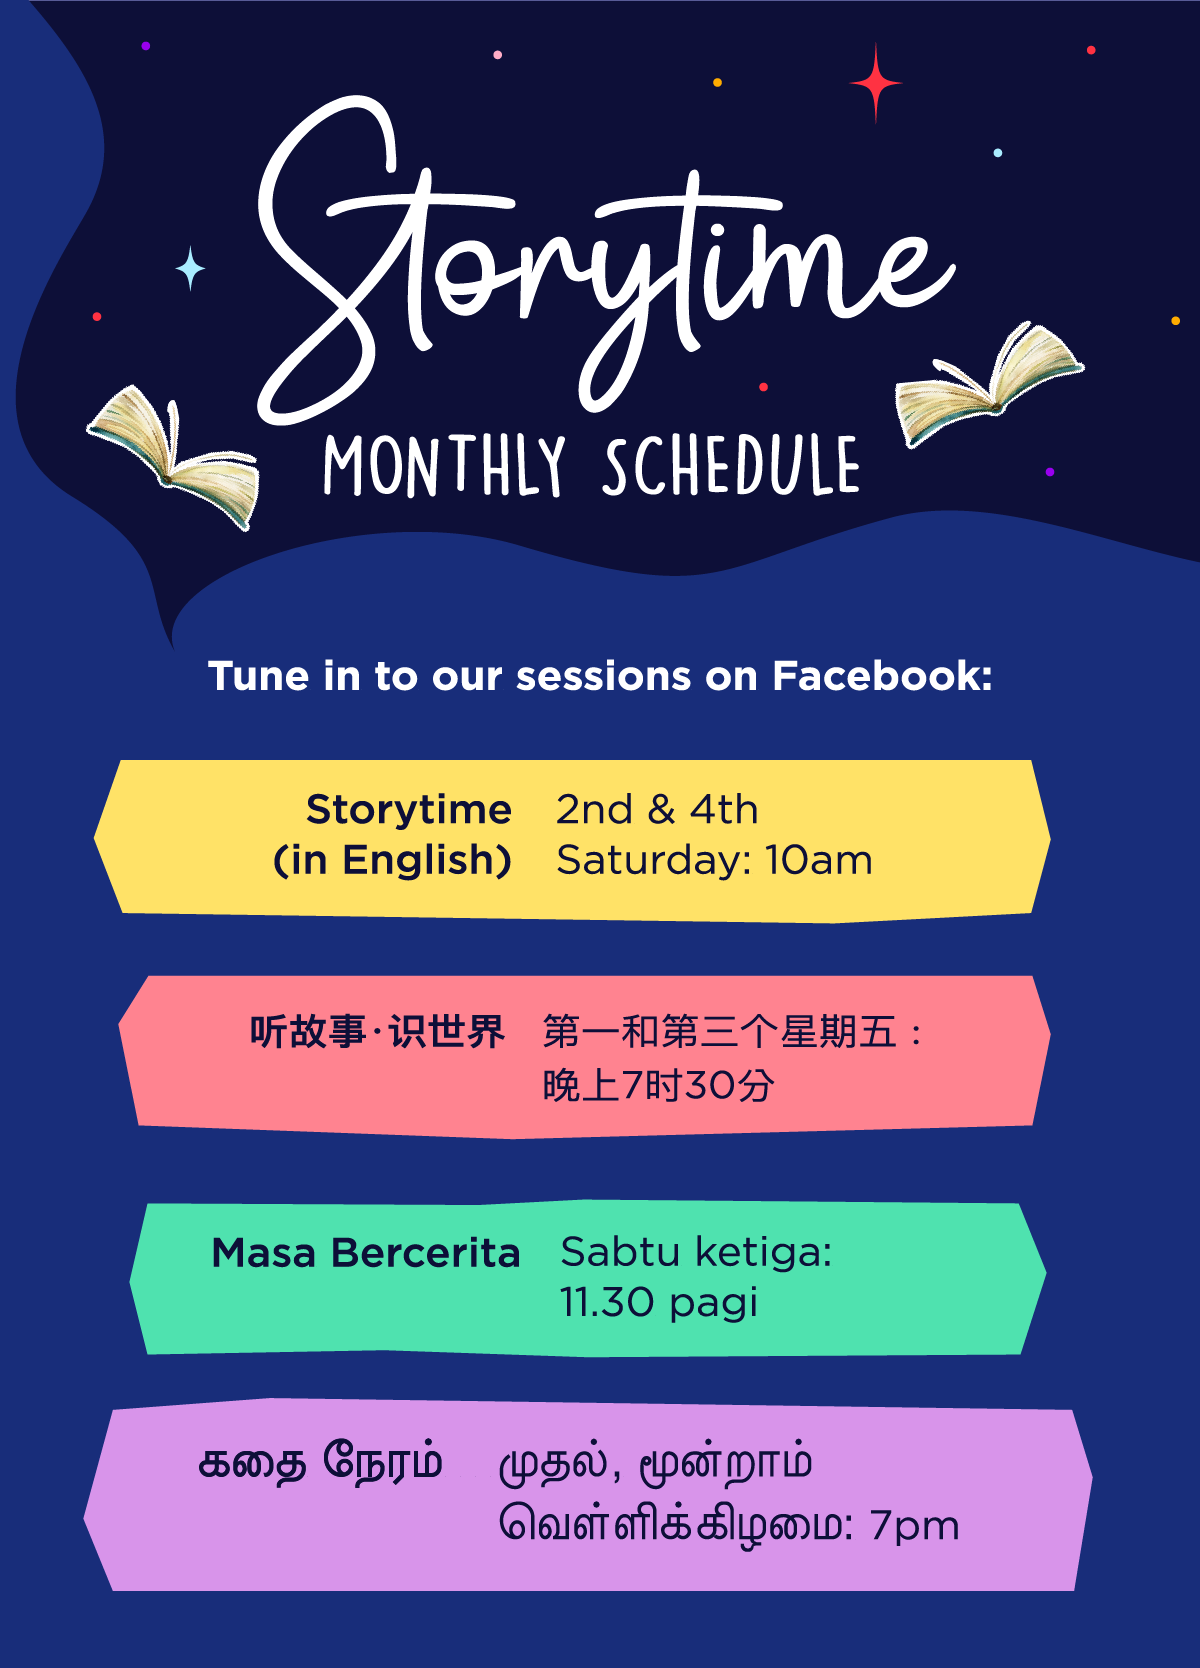 Storytime
MONTHLY SCHEDULE
Tune in to our sessions on Facebook:
Storytime 2nd & 4th
(in English) Saturday: 10am
听故事·识世界 第一和第三个星期五：
晚上7时30分
Masa Bercerita Sabtu ketiga:
11.30 pagi
கதை நேரம் முதல், மூன்றாம்
வெள்ளிக்கிழமை: 7pm